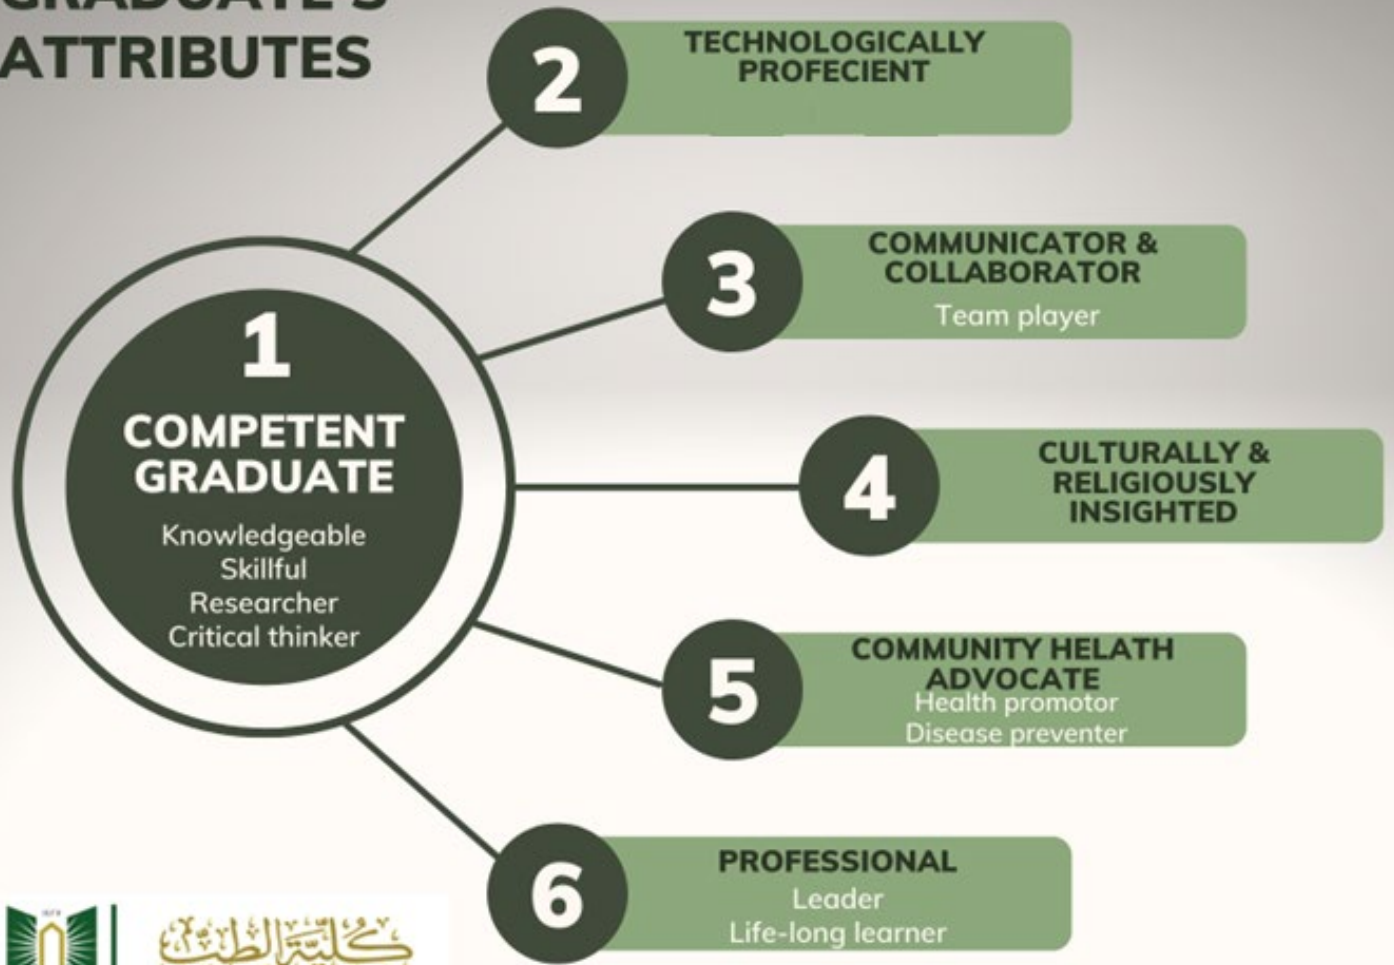 GRADUATE'S
ATTRIBUTES
1
COMPETENT
GRADUATE
Knowledgeable
Skillful
Researcher
Critical thinker
2
TECHNOLOGICALLY
PROFECIENT
3
COMMUNICATOR &
COLLABORATOR
Team player
4
CULTURALLY &
RELIGIOUSLY
INSIGHTED
5
COMMUNITY HELATH
ADVOCATE
Health promotor
Disease preventer
6
PROFESSIONAL
Leader
Life-long learner
كلية الطب